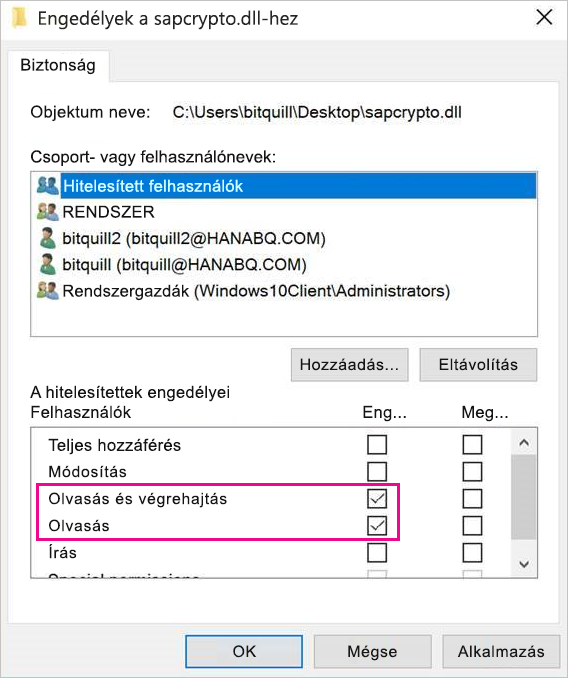 Engedélyek a sapcrypto.dll-hez
Biztonság
Objektum neve: C:\Users\bitquill\Desktop\sapcrypto.dll
Csoport- vagy felhasználónevek:
Hitelesített felhasználók
RENDSZER
bitquill2 (bitquill2@HANABQ.COM)
bitquill (bitquill@HANABQ.COM)
Rendszergazdák (Windows10Client\Administrators)
Hozzáadás... Eltávolítás
A hitelesítettek engedélyei
Felhasználók Eng... Meg...
Teljes hozzáférés
Módosítás
Olvasás és végrehajtás
Olvasás
Írás
Special permissions
OK Mégse Alkalmazás